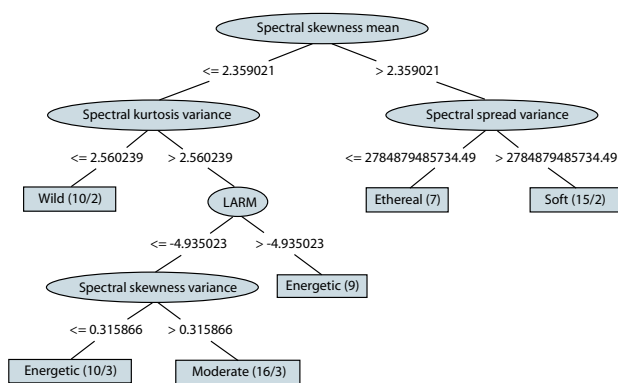 Spectral skewness mean
<= 2.359021 > 2.359021
Spectral kurtosis variance Spectral spread variance
<= 2.560239 > 2.560239 <= 2784879485734.49 > 2784879485734.49
Wild (10/2) LARM Ethereal (7) Soft (15/2)
<= -4.935023 > -4.935023
Spectral skewness variance Energetic (9)
<= 0.315866 > 0.315866
Energetic (10/3) Moderate (16/3)